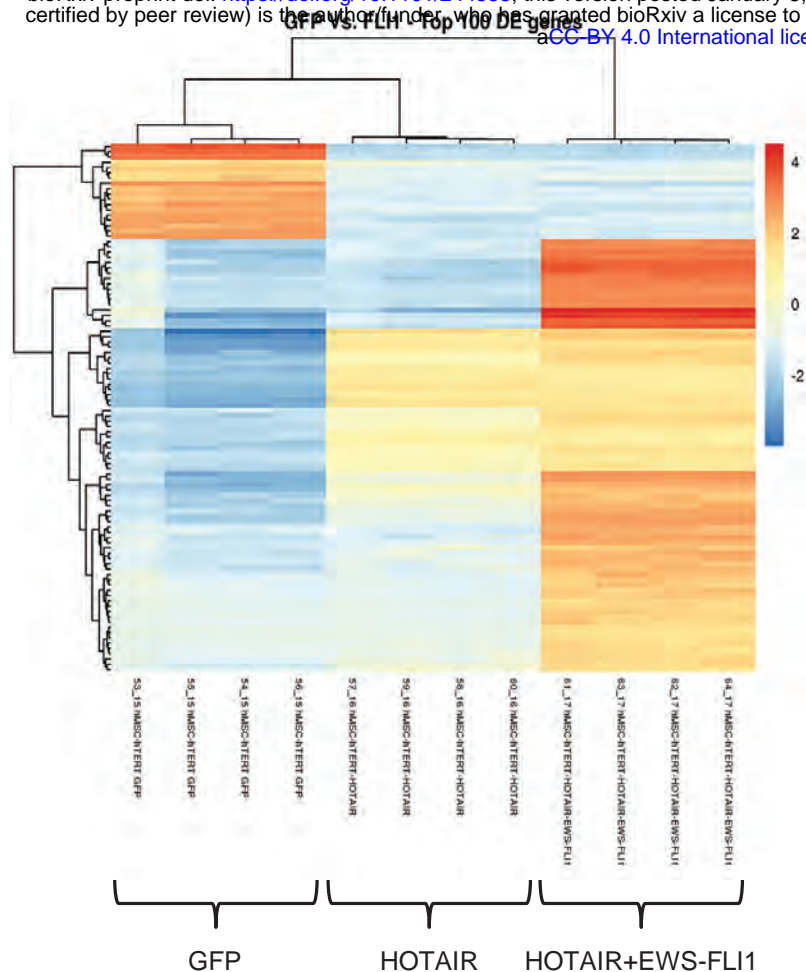 certified by peer review) is the author/funder, who has granted bioRxiv a license to
GFP Vs. FLI1 - Top 100 DE genes
aCC-BY 4.0 International lice
4
2
0
-2
53_15 hMSC-hTERT GFP
55_15 hMSC-hTERT GFP
54_15 hMSC-hTERT GFP
56_15 hMSC-hTERT GFP
57_16 hMSC-hTERT-HOTAIR
59_16 hMSC-hTERT-HOTAIR
58_16 hMSC-hTERT-HOTAIR
60_16 hMSC-hTERT-HOTAIR
61_17 hMSC-hTERT-HOTAIR-EWS-FLI1
63_17 hMSC-hTERT-HOTAIR-EWS-FLI1
62_17 hMSC-hTERT-HOTAIR-EWS-FLI1
64_17 hMSC-hTERT-HOTAIR-EWS-FLI1
GFP
HOTAIR
HOTAIR+EWS-FLI1